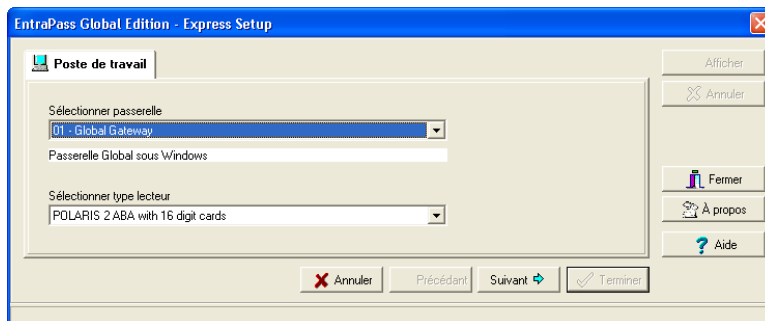 EntraPass Global Edition - Express Setup
Poste de travail
Sélectionner passerelle
01 - Global Gateway
Passerelle Global sous Windows
Sélectionner type lecteur
POLARIS 2 ABA with 16 digit cards
Annuler
Précédant
Suivant
Terminer
Afficher
Annuler
Fermer
À propos
Aide